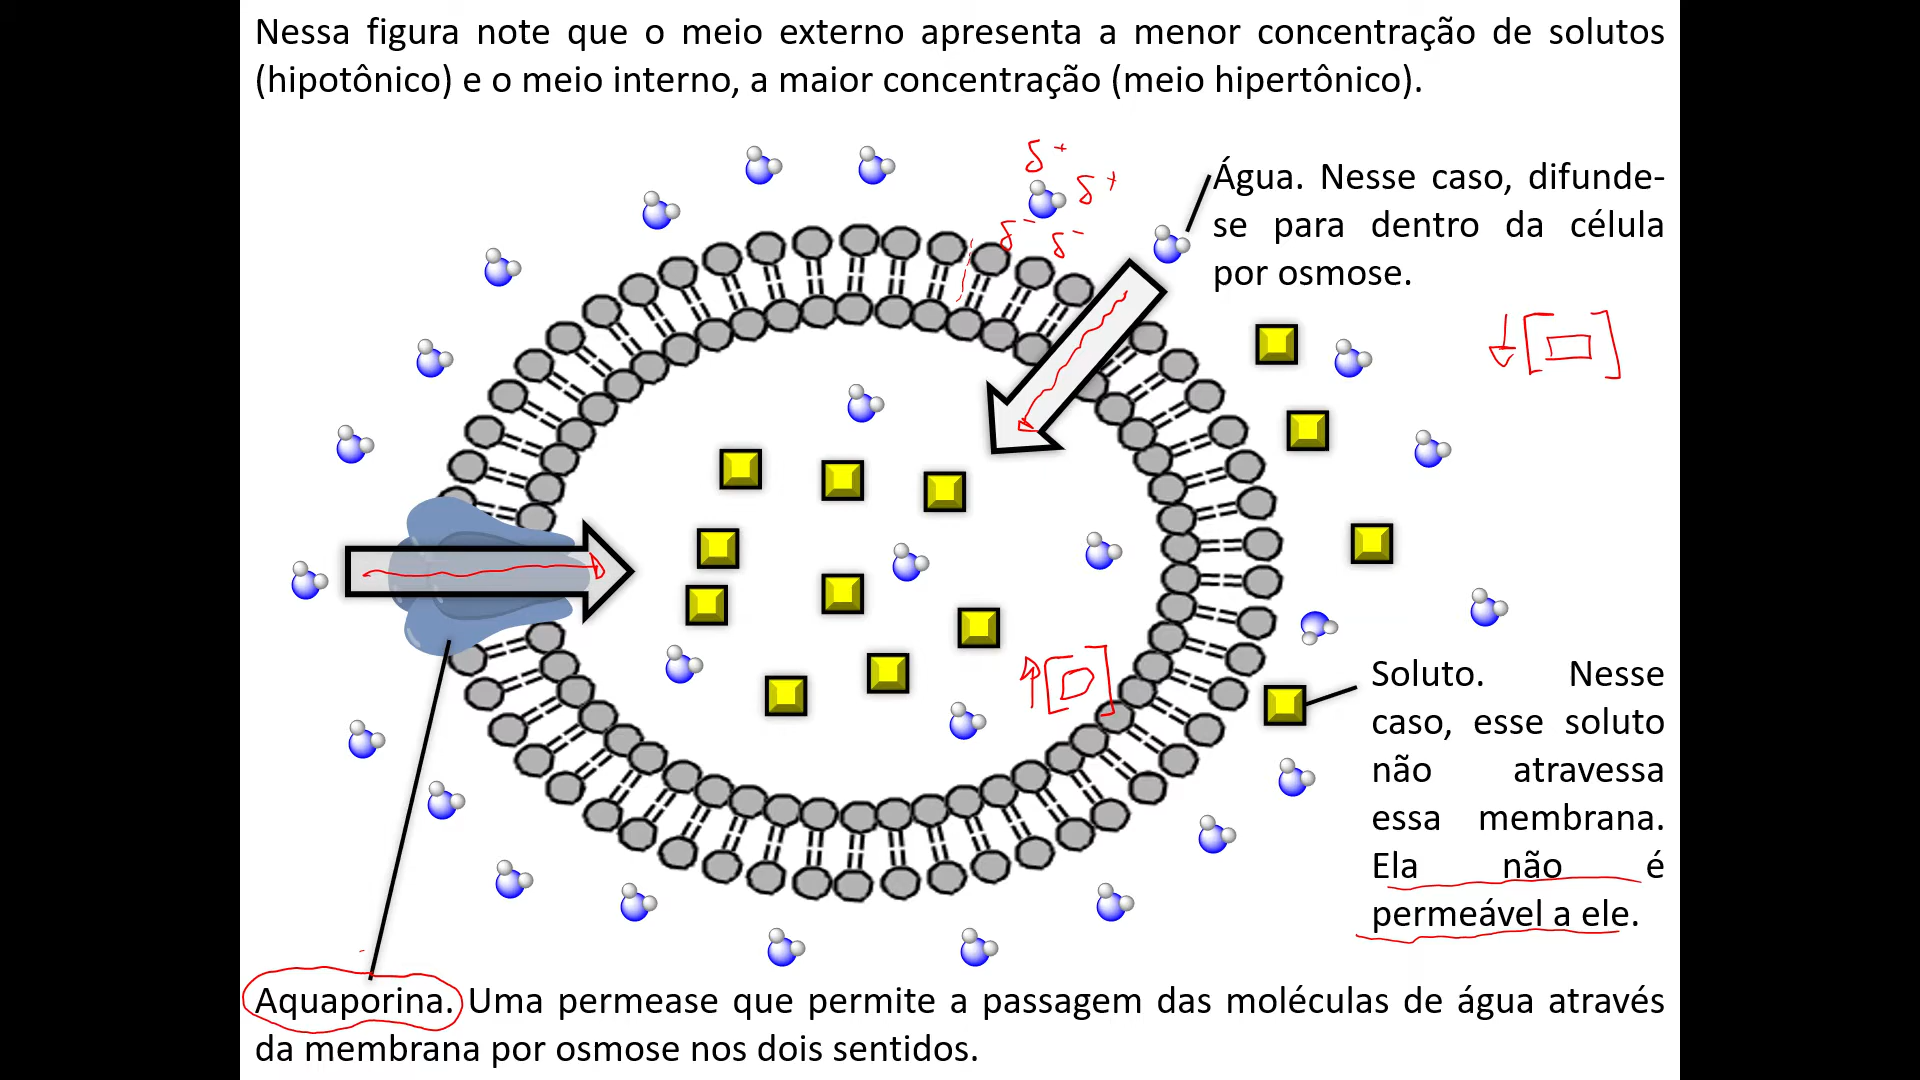 Nessa figura note que o meio externo apresenta a menor concentração de solutos
(hipotônico) e o meio interno, a maior concentração (meio hipertônico).
δ+
δ+
δ-
δ-
Água. Nesse caso, difunde-
se para dentro da célula
por osmose.
Soluto. Nesse
caso, esse soluto
não atravessa
essa membrana.
Ela não é
permeável a ele.
Aquaporina. Uma permease que permite a passagem das moléculas de água através
da membrana por osmose nos dois sentidos.